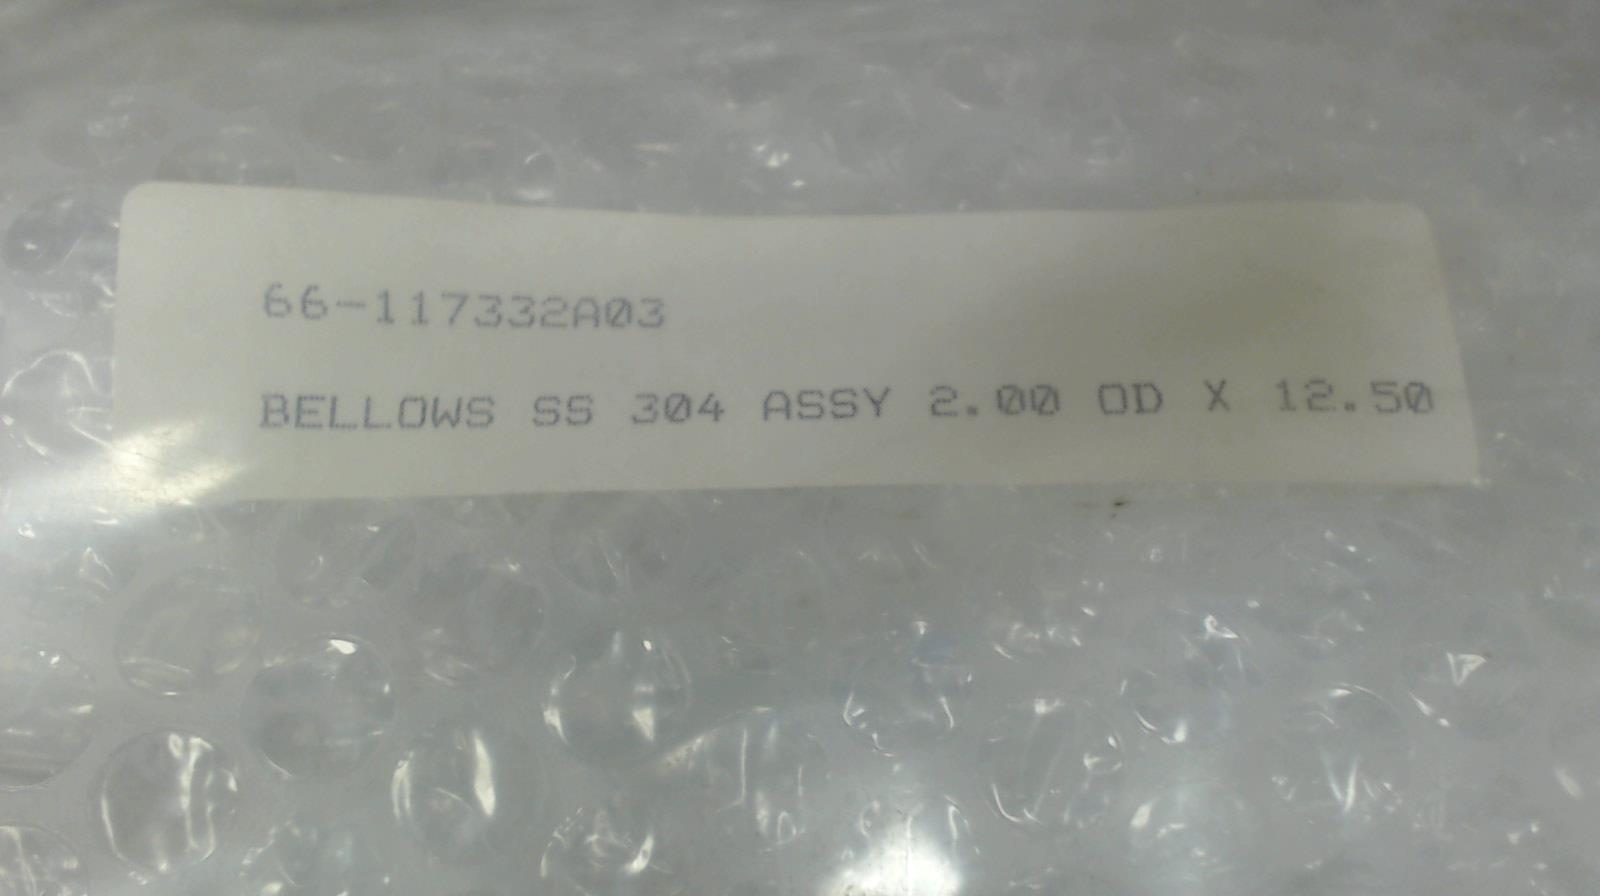 66-117332A03
BELLOWS SS 304 ASSY 2.00 OD X 12.50